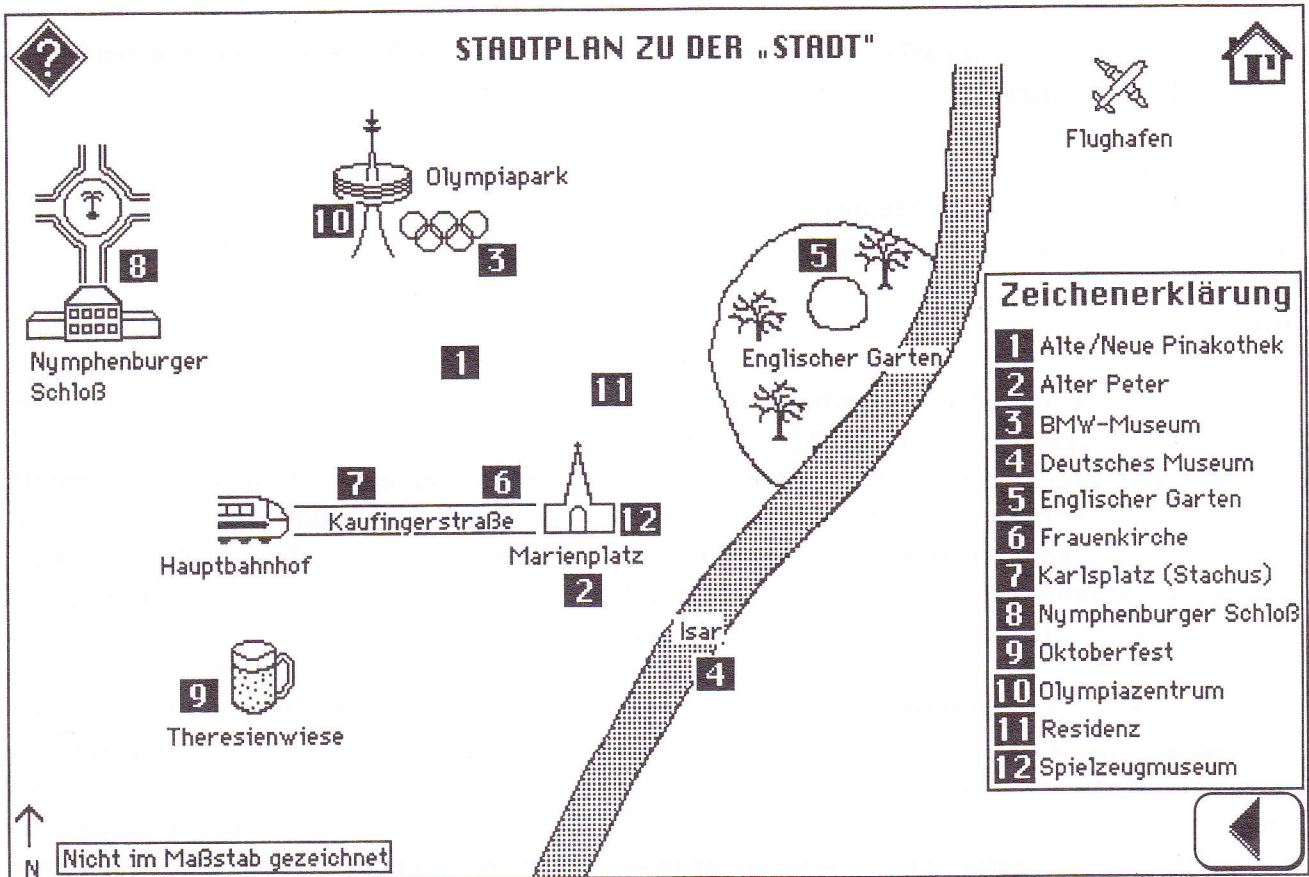 ?
STADTPLAN ZU DER „STADT"
Flughafen
Olympiapark
10
3
8
5
Nymphenburger
Schloß
1
11
Englischer Garten
7
6
Kaufingerstraße
12
Hauptbahnhof
Marienplatz
2
Isar
4
9
Theresienwiese
Zeichenerklärung
1 Alte/Neue Pinakothek
2 Alter Peter
3 BMW-Museum
4 Deutsches Museum
5 Englischer Garten
6 Frauenkirche
7 Karlsplatz (Stachus)
8 Nymphenburger Schloß
9 Oktoberfest
10 Olympiazentrum
11 Residenz
12 Spielzeugmuseum
N
Nicht im Maßstab gezeichnet